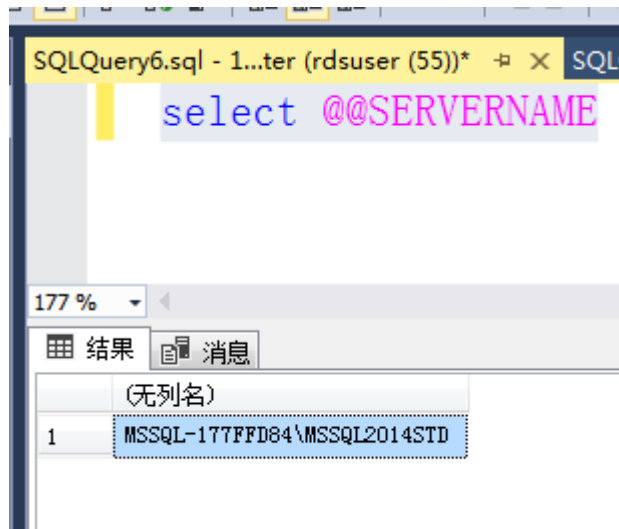 SQLQuery6.sql - 1...ter (rdsuser (55))* SQL
select @@SERVERNAME
177 %
结果 消息
(无列名)
1 MSSQL-177FFD84\MSSQL2014STD